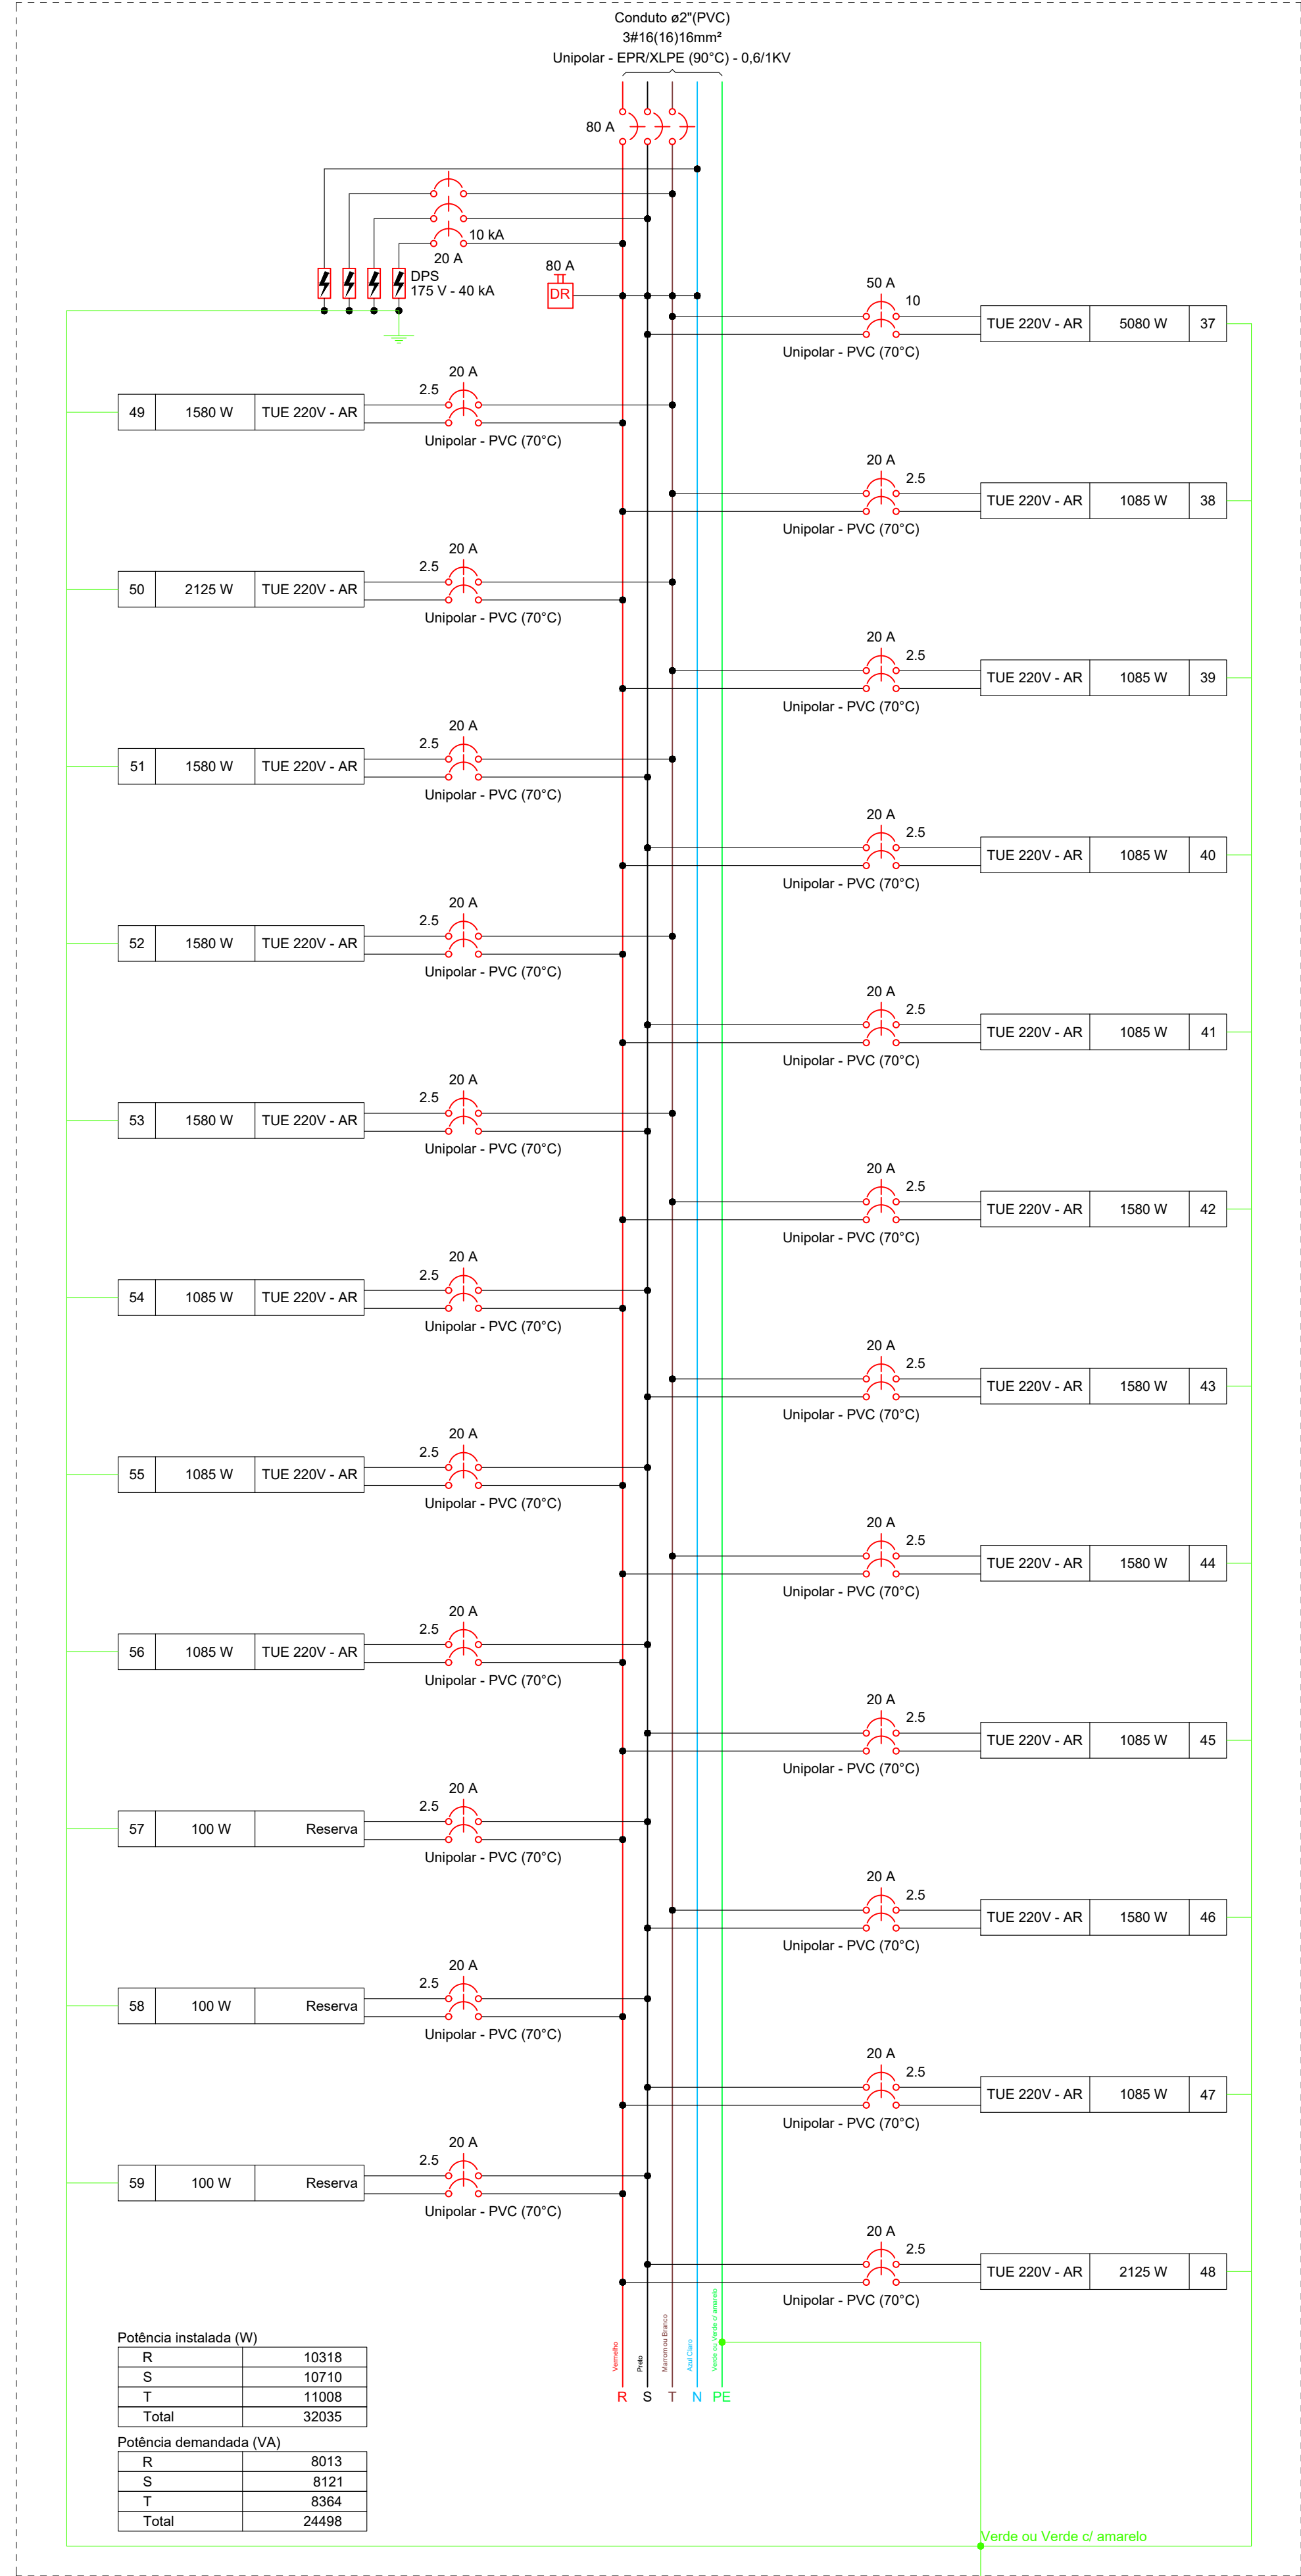 Conduto ø2"(PVC)
3#16(16)16mm²
Unipolar - EPR/XLPE (90°C) - 0,6/1KV
80 A
10 kA
20 A
DPS
175 V - 40 kA
80 A
DR
50 A
10
TUE 220V - AR 5080 W 37
Unipolar - PVC (70°C)
20 A
2.5
49 1580 W TUE 220V - AR
Unipolar - PVC (70°C)
20 A
2.5
TUE 220V - AR 1085 W 38
Unipolar - PVC (70°C)
20 A
2.5
50 2125 W TUE 220V - AR
Unipolar - PVC (70°C)
20 A
2.5
TUE 220V - AR 1085 W 39
Unipolar - PVC (70°C)
20 A
2.5
51 1580 W TUE 220V - AR
Unipolar - PVC (70°C)
20 A
2.5
TUE 220V - AR 1085 W 40
Unipolar - PVC (70°C)
20 A
2.5
52 1580 W TUE 220V - AR
Unipolar - PVC (70°C)
20 A
2.5
TUE 220V - AR 1085 W 41
Unipolar - PVC (70°C)
20 A
2.5
53 1580 W TUE 220V - AR
Unipolar - PVC (70°C)
20 A
2.5
TUE 220V - AR 1580 W 42
Unipolar - PVC (70°C)
20 A
2.5
54 1085 W TUE 220V - AR
Unipolar - PVC (70°C)
20 A
2.5
TUE 220V - AR 1580 W 43
Unipolar - PVC (70°C)
20 A
2.5
55 1085 W TUE 220V - AR
Unipolar - PVC (70°C)
20 A
2.5
TUE 220V - AR 1580 W 44
Unipolar - PVC (70°C)
20 A
2.5
56 1085 W TUE 220V - AR
Unipolar - PVC (70°C)
20 A
2.5
TUE 220V - AR 1085 W 45
Unipolar - PVC (70°C)
20 A
2.5
57 100 W Reserva
Unipolar - PVC (70°C)
20 A
2.5
TUE 220V - AR 1580 W 46
Unipolar - PVC (70°C)
20 A
2.5
58 100 W Reserva
Unipolar - PVC (70°C)
20 A
2.5
TUE 220V - AR 1085 W 47
Unipolar - PVC (70°C)
20 A
2.5
59 100 W Reserva
Unipolar - PVC (70°C)
20 A
2.5
TUE 220V - AR 2125 W 48
Unipolar - PVC (70°C)
Vermelho
Preto
Marrom ou Branco
Azul Claro
Verde ou Verde c/ amarelo
R S T N PE
Potência instalada (W)
R 10318
S 10710
T 11008
Total 32035
Potência demandada (VA)
R 8013
S 8121
T 8364
Total 24498
Verde ou Verde c/ amarelo